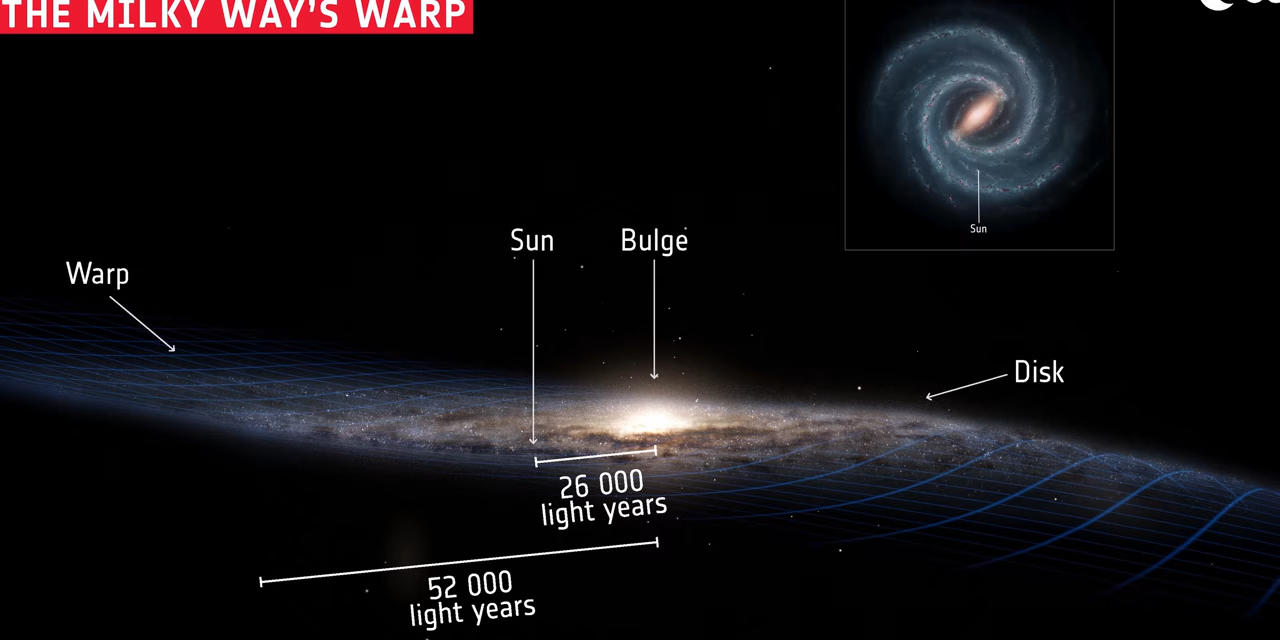 THE MILKY WAY'S WARP
Sun
Sun
Bulge
Warp
Disk
26 000
light years
52 000
light years